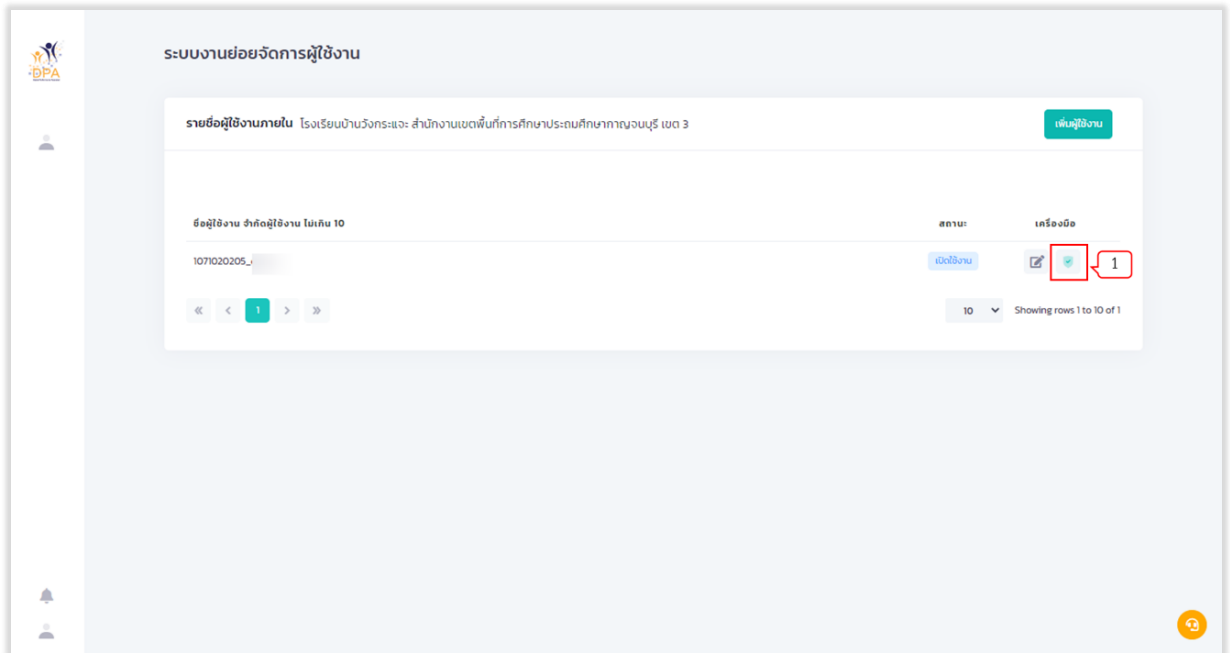 DPA
ระบบงานย่อยจัดการผู้ใช้งาน
รายชื่อผู้ใช้งานภายใน โรงเรียนบ้านวังกระแจะ สำนักงานเขตพื้นที่การศึกษาประถมศึกษากาญจนบุรี เขต 3
เพิ่มผู้ใช้งาน
ชื่อผู้ใช้งาน จำกัดผู้ใช้งาน ไม่เกิน 10 สถานะ เครื่องมือ
1071020205_ เปิดใช้งาน 1
« < 1 > » 10 Showing rows 1 to 10 of 1